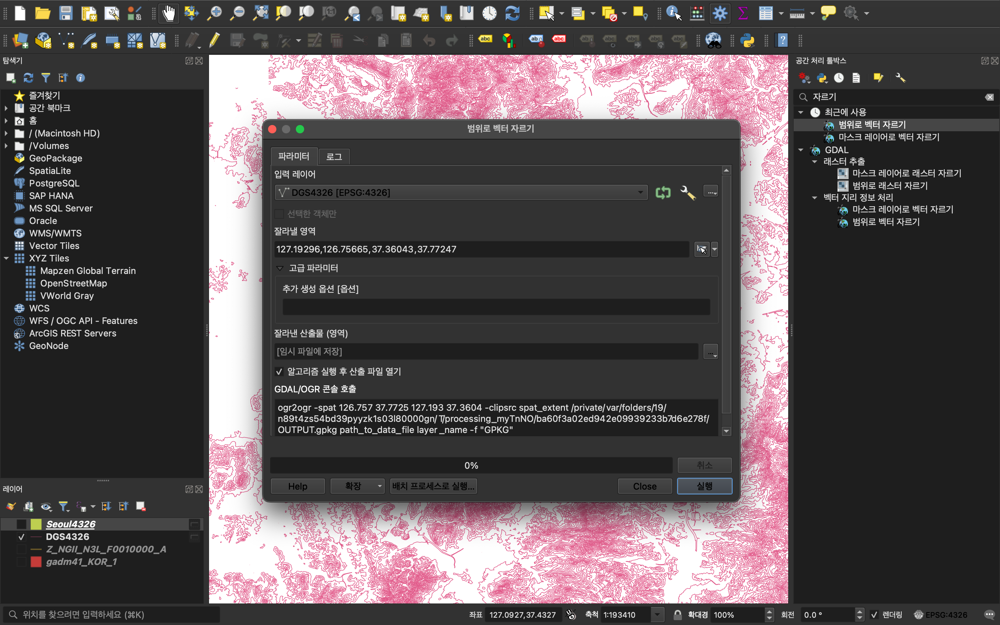 1:1
abc
ab
abc
ab
abc
abc
abc
abc
탐색기
즐겨찾기
공간 북마크
홈
/ (Macintosh HD)
/Volumes
GeoPackage
SpatiaLite
PostgreSQL
SAP HANA
MS SQL Server
Oracle
WMS/WMTS
Vector Tiles
XYZ Tiles
Mapzen Global Terrain
OpenStreetMap
VWorld Gray
WCS
WFS / OGC API - Features
ArcGIS REST Servers
GeoNode
레이어
Seoul4326
DGS4326
Z_NGII_N3L_F0010000_A
gadm41_KOR_1
범위로 벡터 자르기
파라미터
로그
입력 레이어
DGS4326 [EPSG:4326]
...
선택한 객체만
잘라낼 영역
127.19296,126.75665,37.36043,37.77247
고급 파라미터
추가 생성 옵션 [옵션]
잘라낸 산출물 (영역)
[임시 파일에 저장]
...
알고리즘 실행 후 산출 파일 열기
GDAL/OGR 콘솔 호출
ogr2ogr -spat 126.757 37.7725 127.193 37.3604 -clipsrc spat_extent /private/var/folders/19/
n89t4zs54bd39pyyzk1s03l80000gn/T/processing_myTnNO/ba60f3a02ed942e09939233b7d6e278f/
OUTPUT.gpkg path_to_data_file layer_name -f "GPKG"
0%
취소
Help
확장
배치 프로세스로 실행...
Close
실행
공간 처리 툴박스
자르기
최근에 사용
범위로 벡터 자르기
마스크 레이어로 벡터 자르기
GDAL
래스터 추출
마스크 레이어로 래스터 자르기
범위로 래스터 자르기
벡터 지리 정보 처리
마스크 레이어로 벡터 자르기
범위로 벡터 자르기
위치를 찾으려면 입력하세요 (⌘K)
좌표 127.0927,37.4327
축척 1:193410
확대경 100%
회전 0.0 °
렌더링
EPSG:4326